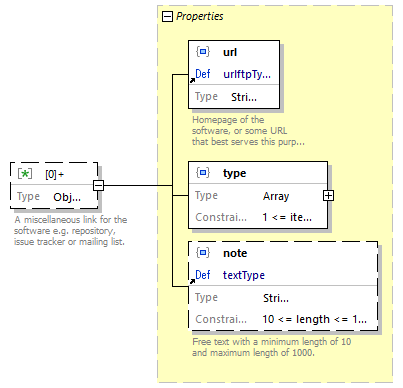 Properties
url
Def urlftpTy...
Type Stri...
Homepage of the
software, or some URL
that best serves this purp...
[0]+
Type Obj...
A miscellaneous link for the
software e.g. repository,
issue tracker or mailing list.
type
Type Array
Constrai... 1 <= ite...
note
Def textType
Type Stri...
Constrai... 10 <= length <= 1...
Free text with a minimum length of 10
and maximum length of 1000.